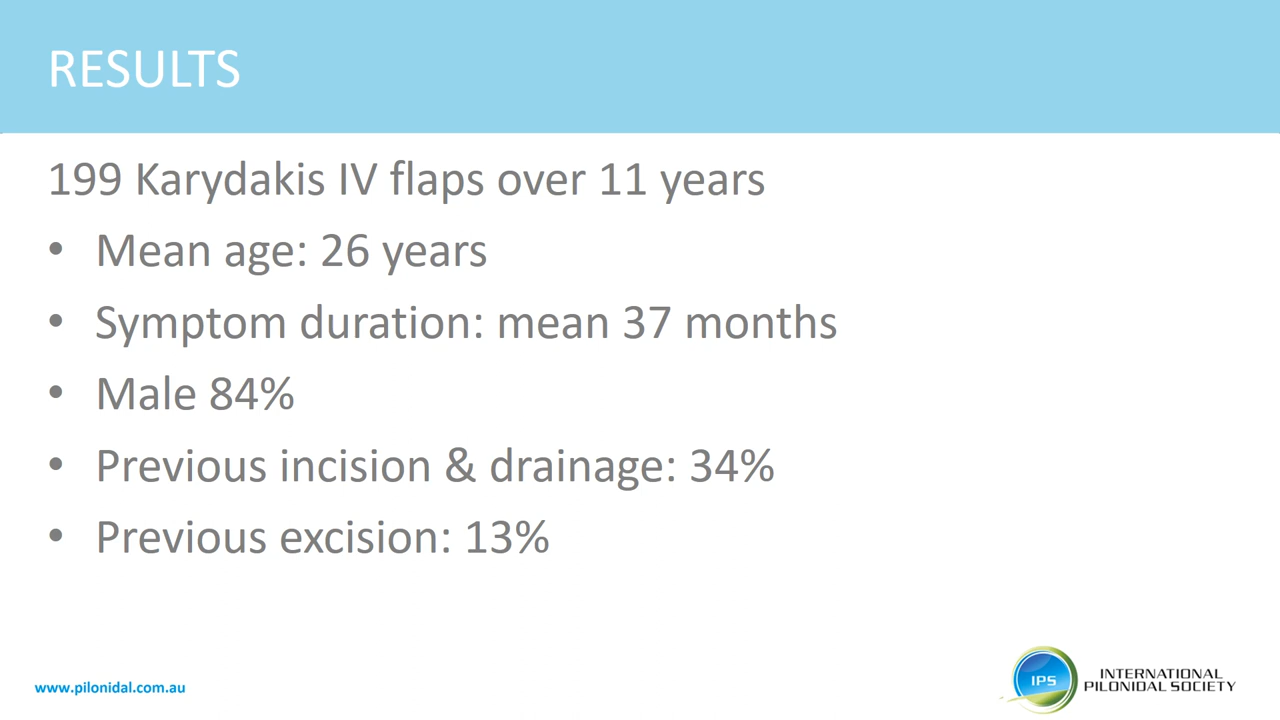 RESULTS
199 Karydakis IV flaps over 11 years
• Mean age: 26 years
• Symptom duration: mean 37 months
• Male 84%
• Previous incision & drainage: 34%
• Previous excision: 13%
www.pilonidal.com.au
IPS
INTERNATIONAL
PILONIDAL SOCIETY